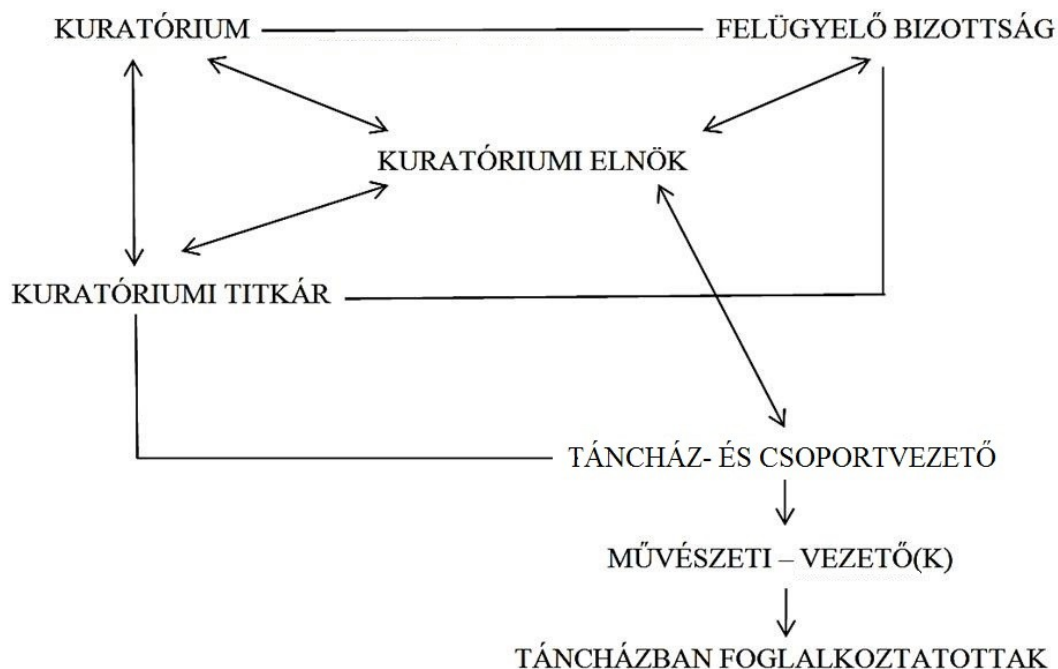 KURATÓRIUM
FELÜGYELŐ BIZOTTSÁG
KURATÓRIUMI ELNÖK
KURATÓRIUMI TITKÁR
TÁNCHÁZ- ÉS CSOPORTVEZETŐ
MŰVÉSZETI – VEZETŐ(K)
TÁNCHÁZBAN FOGLALKOZTATOTTAK